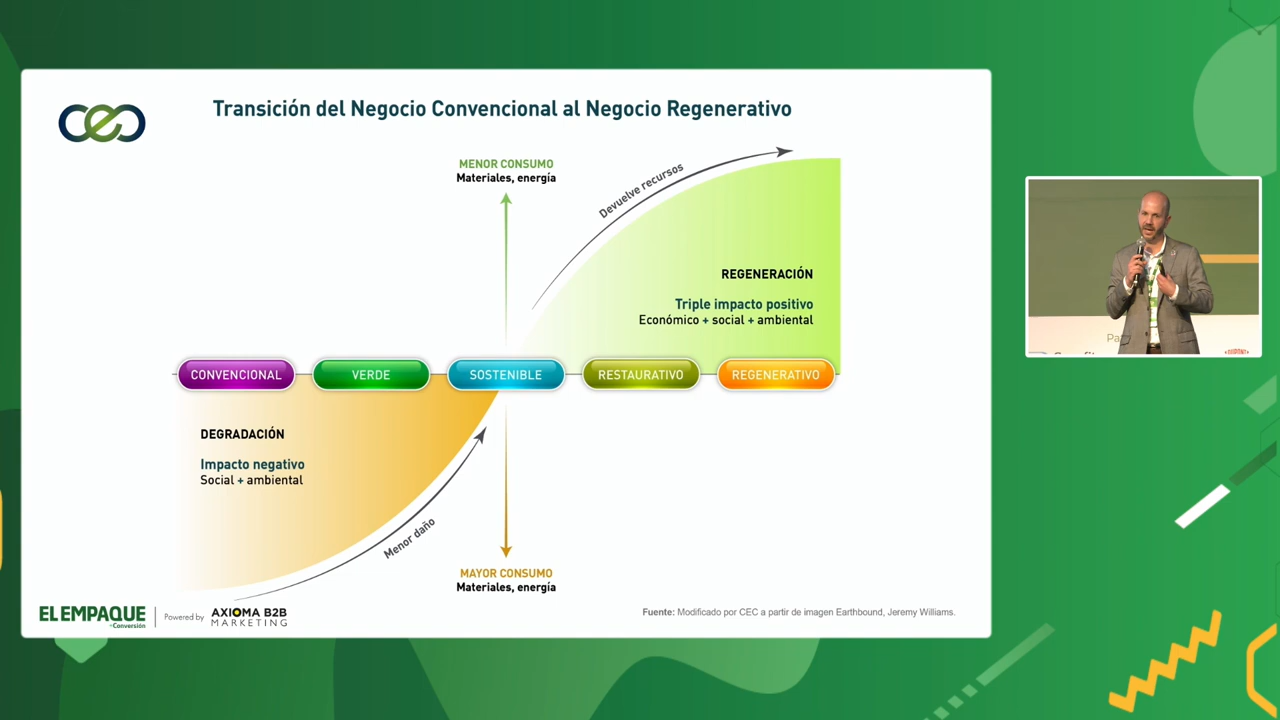 Transición del Negocio Convencional al Negocio Regenerativo
MENOR CONSUMO
Materiales, energía
Devuelve recursos
REGENERACIÓN
Triple impacto positivo
Económico + social + ambiental
CONVENCIONAL
VERDE
SOSTENIBLE
RESTAURATIVO
REGENERATIVO
DEGRADACIÓN
Impacto negativo
Social + ambiental
Menor daño
MAYOR CONSUMO
Materiales, energía
EL EMPAQUE
+Conversión
Powered by
AXIOMA B2B
MARKETING
Fuente: Modificado por CEC a partir de imagen Earthbound, Jeremy Williams.